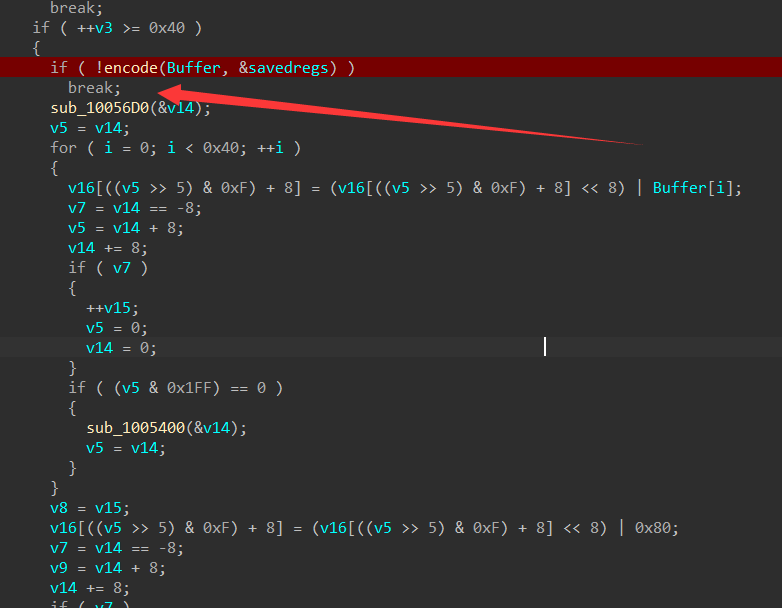 break;
if ( ++v3 >= 0x40 )
{
if ( !encode(Buffer, &savedregs) )
break;
sub_10056D0(&v14);
v5 = v14;
for ( i = 0; i < 0x40; ++i )
{
v16[((v5 >> 5) & 0xF) + 8] = (v16[((v5 >> 5) & 0xF) + 8] << 8) | Buffer[i];
v7 = v14 == -8;
v5 = v14 + 8;
v14 += 8;
if ( v7 )
{
++v15;
v5 = 0;
v14 = 0;
}
if ( (v5 & 0x1FF) == 0 )
{
sub_1005400(&v14);
v5 = v14;
}
}
v8 = v15;
v16[((v5 >> 5) & 0xF) + 8] = (v16[((v5 >> 5) & 0xF) + 8] << 8) | 0x80;
v7 = v14 == -8;
v9 = v14 + 8;
v14 += 8;
if ( v7 )